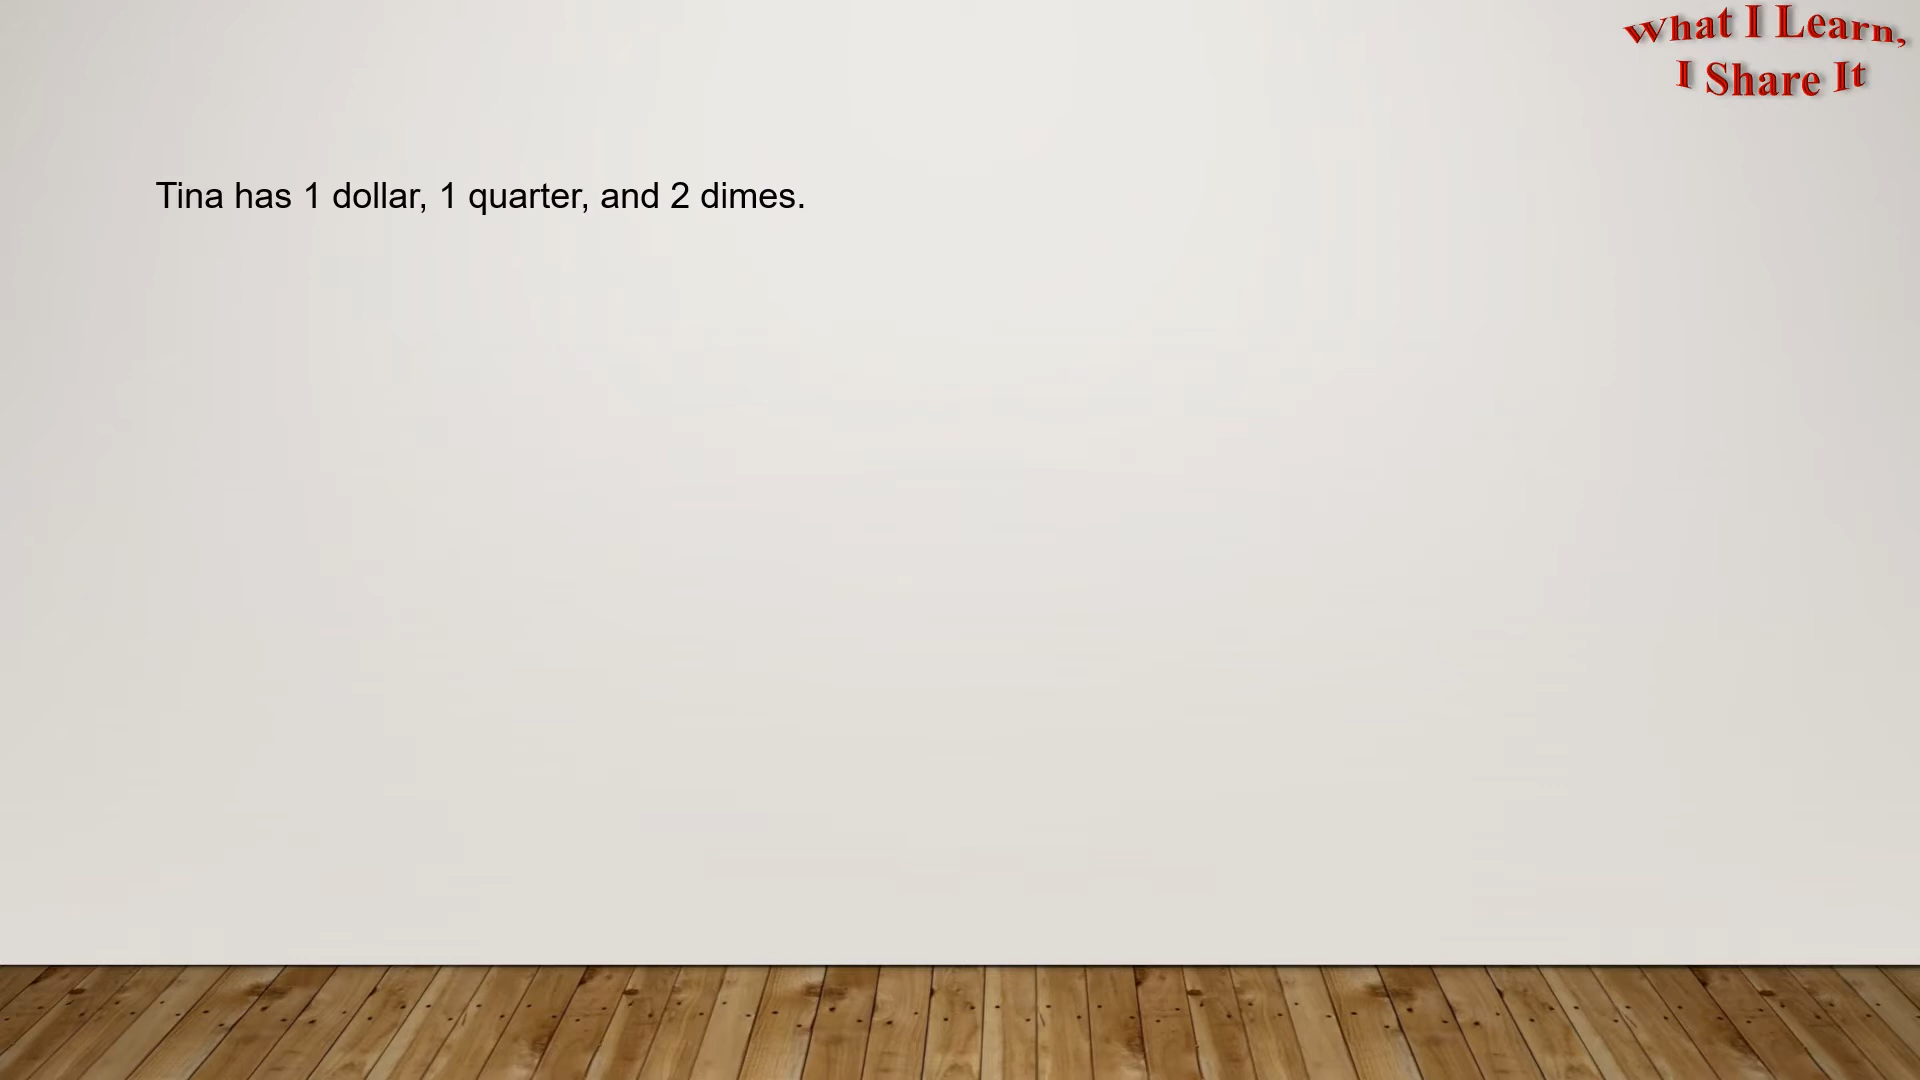 What I Learn,
I Share It
Tina has 1 dollar, 1 quarter, and 2 dimes.